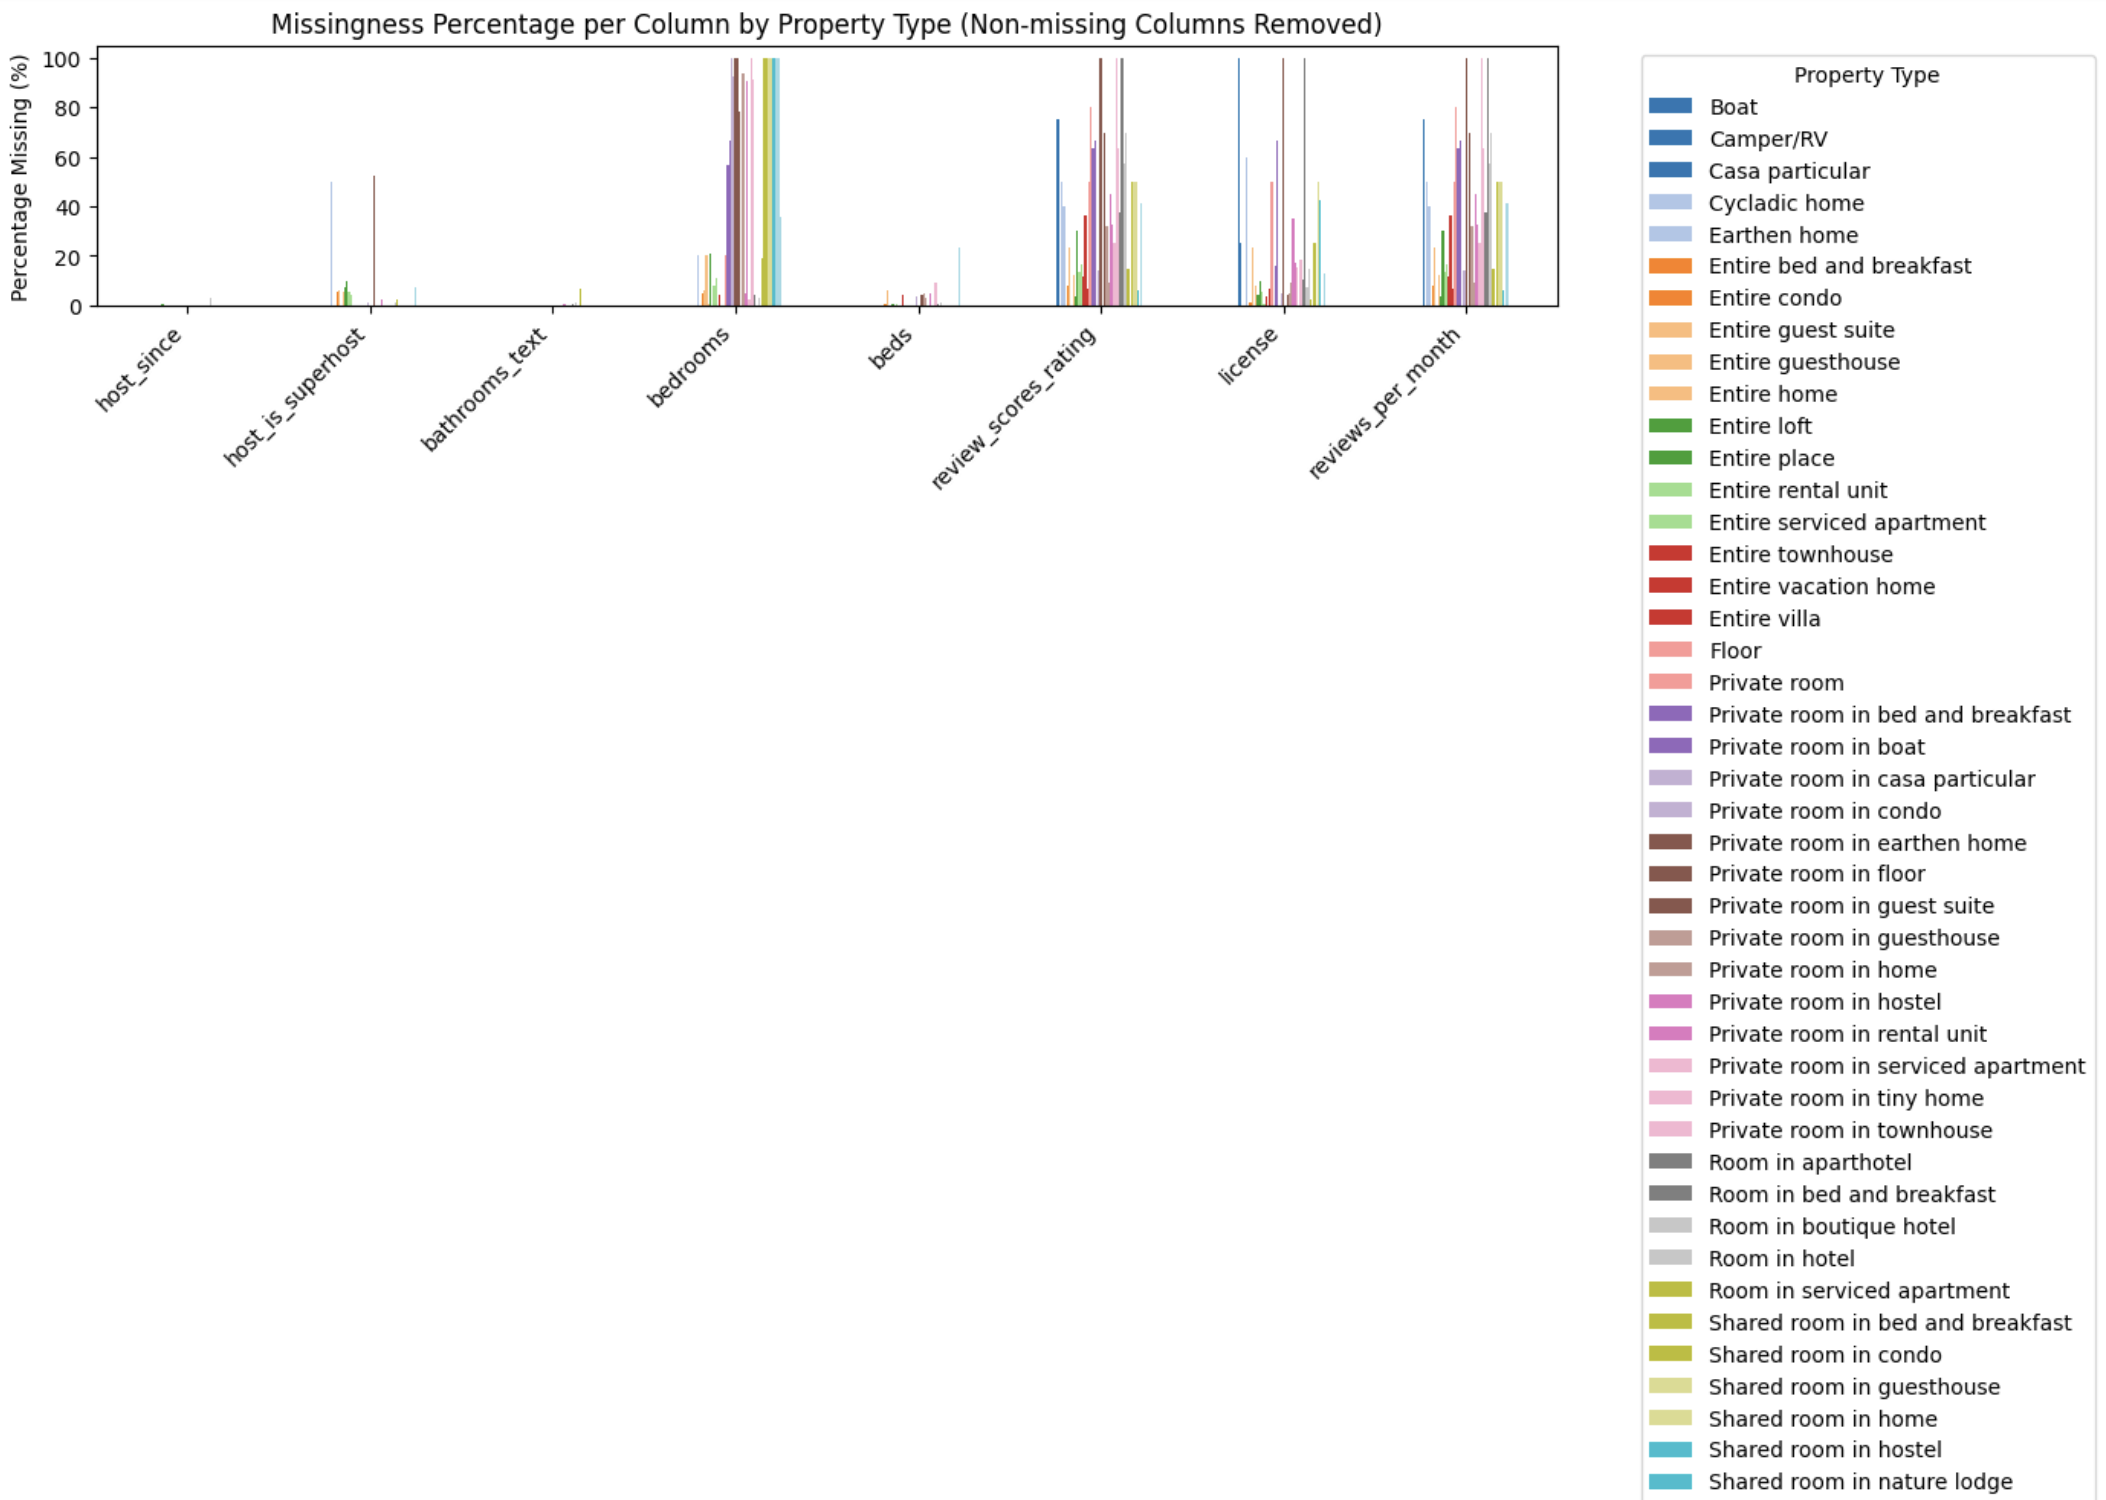 Missingness Percentage per Column by Property Type (Non-missing Columns Removed)
Percentage Missing (%)
100
80
60
40
20
0
host_since
host_is_superhost
bathrooms_text
bedrooms
beds
review_scores_rating
license
reviews_per_month
Property Type
Boat
Camper/RV
Casa particular
Cycladic home
Earthen home
Entire bed and breakfast
Entire condo
Entire guest suite
Entire guesthouse
Entire home
Entire loft
Entire place
Entire rental unit
Entire serviced apartment
Entire townhouse
Entire vacation home
Entire villa
Floor
Private room
Private room in bed and breakfast
Private room in boat
Private room in casa particular
Private room in condo
Private room in earthen home
Private room in floor
Private room in guest suite
Private room in guesthouse
Private room in home
Private room in hostel
Private room in rental unit
Private room in serviced apartment
Private room in tiny home
Private room in townhouse
Room in aparthotel
Room in bed and breakfast
Room in boutique hotel
Room in hotel
Room in serviced apartment
Shared room in bed and breakfast
Shared room in condo
Shared room in guesthouse
Shared room in home
Shared room in hostel
Shared room in nature lodge